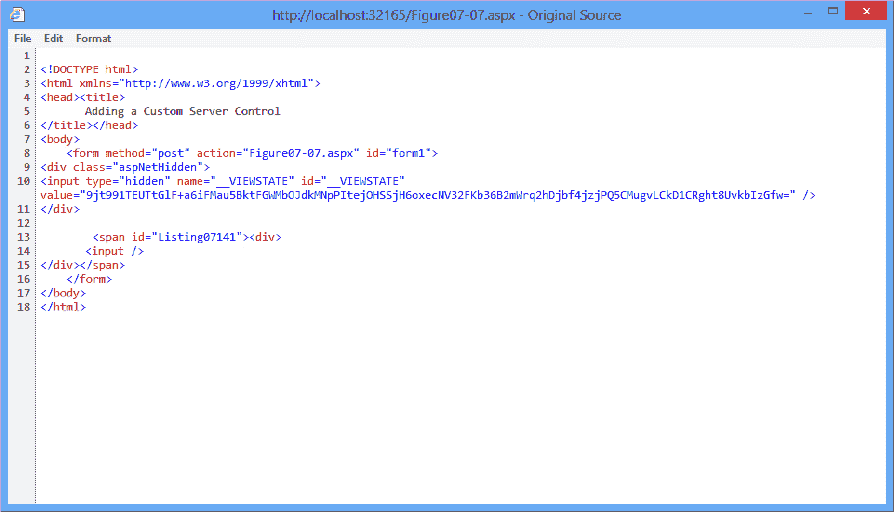 http://localhost:32165/Figure07-07.aspx - Original Source
File Edit Format
1
2 <!DOCTYPE html>
3 <html xmlns="http://www.w3.org/1999/xhtml">
4 <head><title>
5 Adding a Custom Server Control
6 </title></head>
7 <body>
8 <form method="post" action="Figure07-07.aspx" id="form1">
9 <div class="aspNetHidden">
10 <input type="hidden" name="__VIEWSTATE" id="__VIEWSTATE"
value="9jt991TEUTtGlF+a6iFMau5BktFGWMbOJdkMNpPItejOHSSjH6oxecNV32FKb36B2mWrq2hDjbf4jzjPQ5CMugvLCkD1CRght8UvkbIzGfw=" />
11 </div>
12
13 <span id="Listing07141"><div>
14 <input />
15 </div></span>
16 </form>
17 </body>
18 </html>